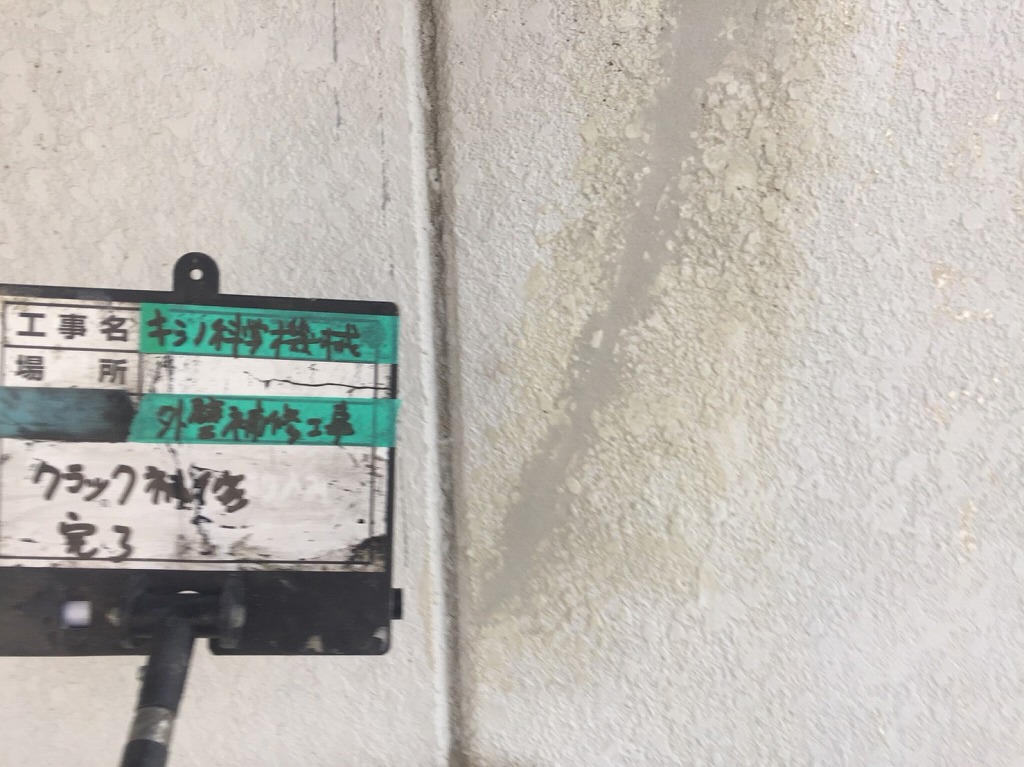 工事名 キラノ科学機械
場所
外壁補修工事
クラック補修
完了